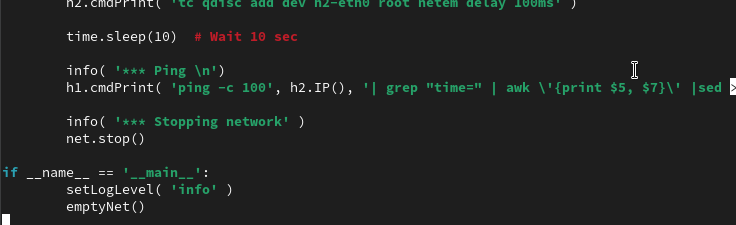 h2.cmdPrint( 'tc qdisc add dev h2-eth0 root netem delay 100ms' )
time.sleep(10)  # Wait 10 sec
info( '*** Ping \n')
h1.cmdPrint( 'ping -c 100', h2.IP(), '| grep "time=" | awk \'{print $5, $7}\' |sed >
info( '*** Stopping network' )
net.stop()
if __name__ == '__main__':
setLogLevel( 'info' )
emptyNet()